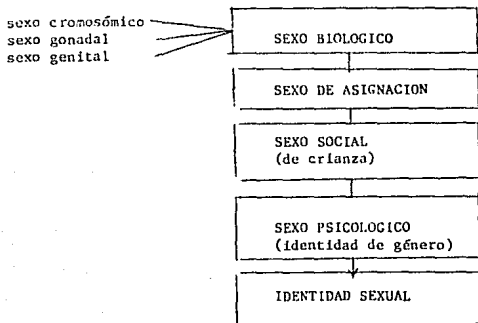 sexo cromosómico
sexo gonadal
sexo genital
SEXO BIOLOGICO
SEXO DE ASIGNACION
SEXO SOCIAL
(de crianza)
SEXO PSICOLOGICO
(identidad de género)
IDENTIDAD SEXUAL